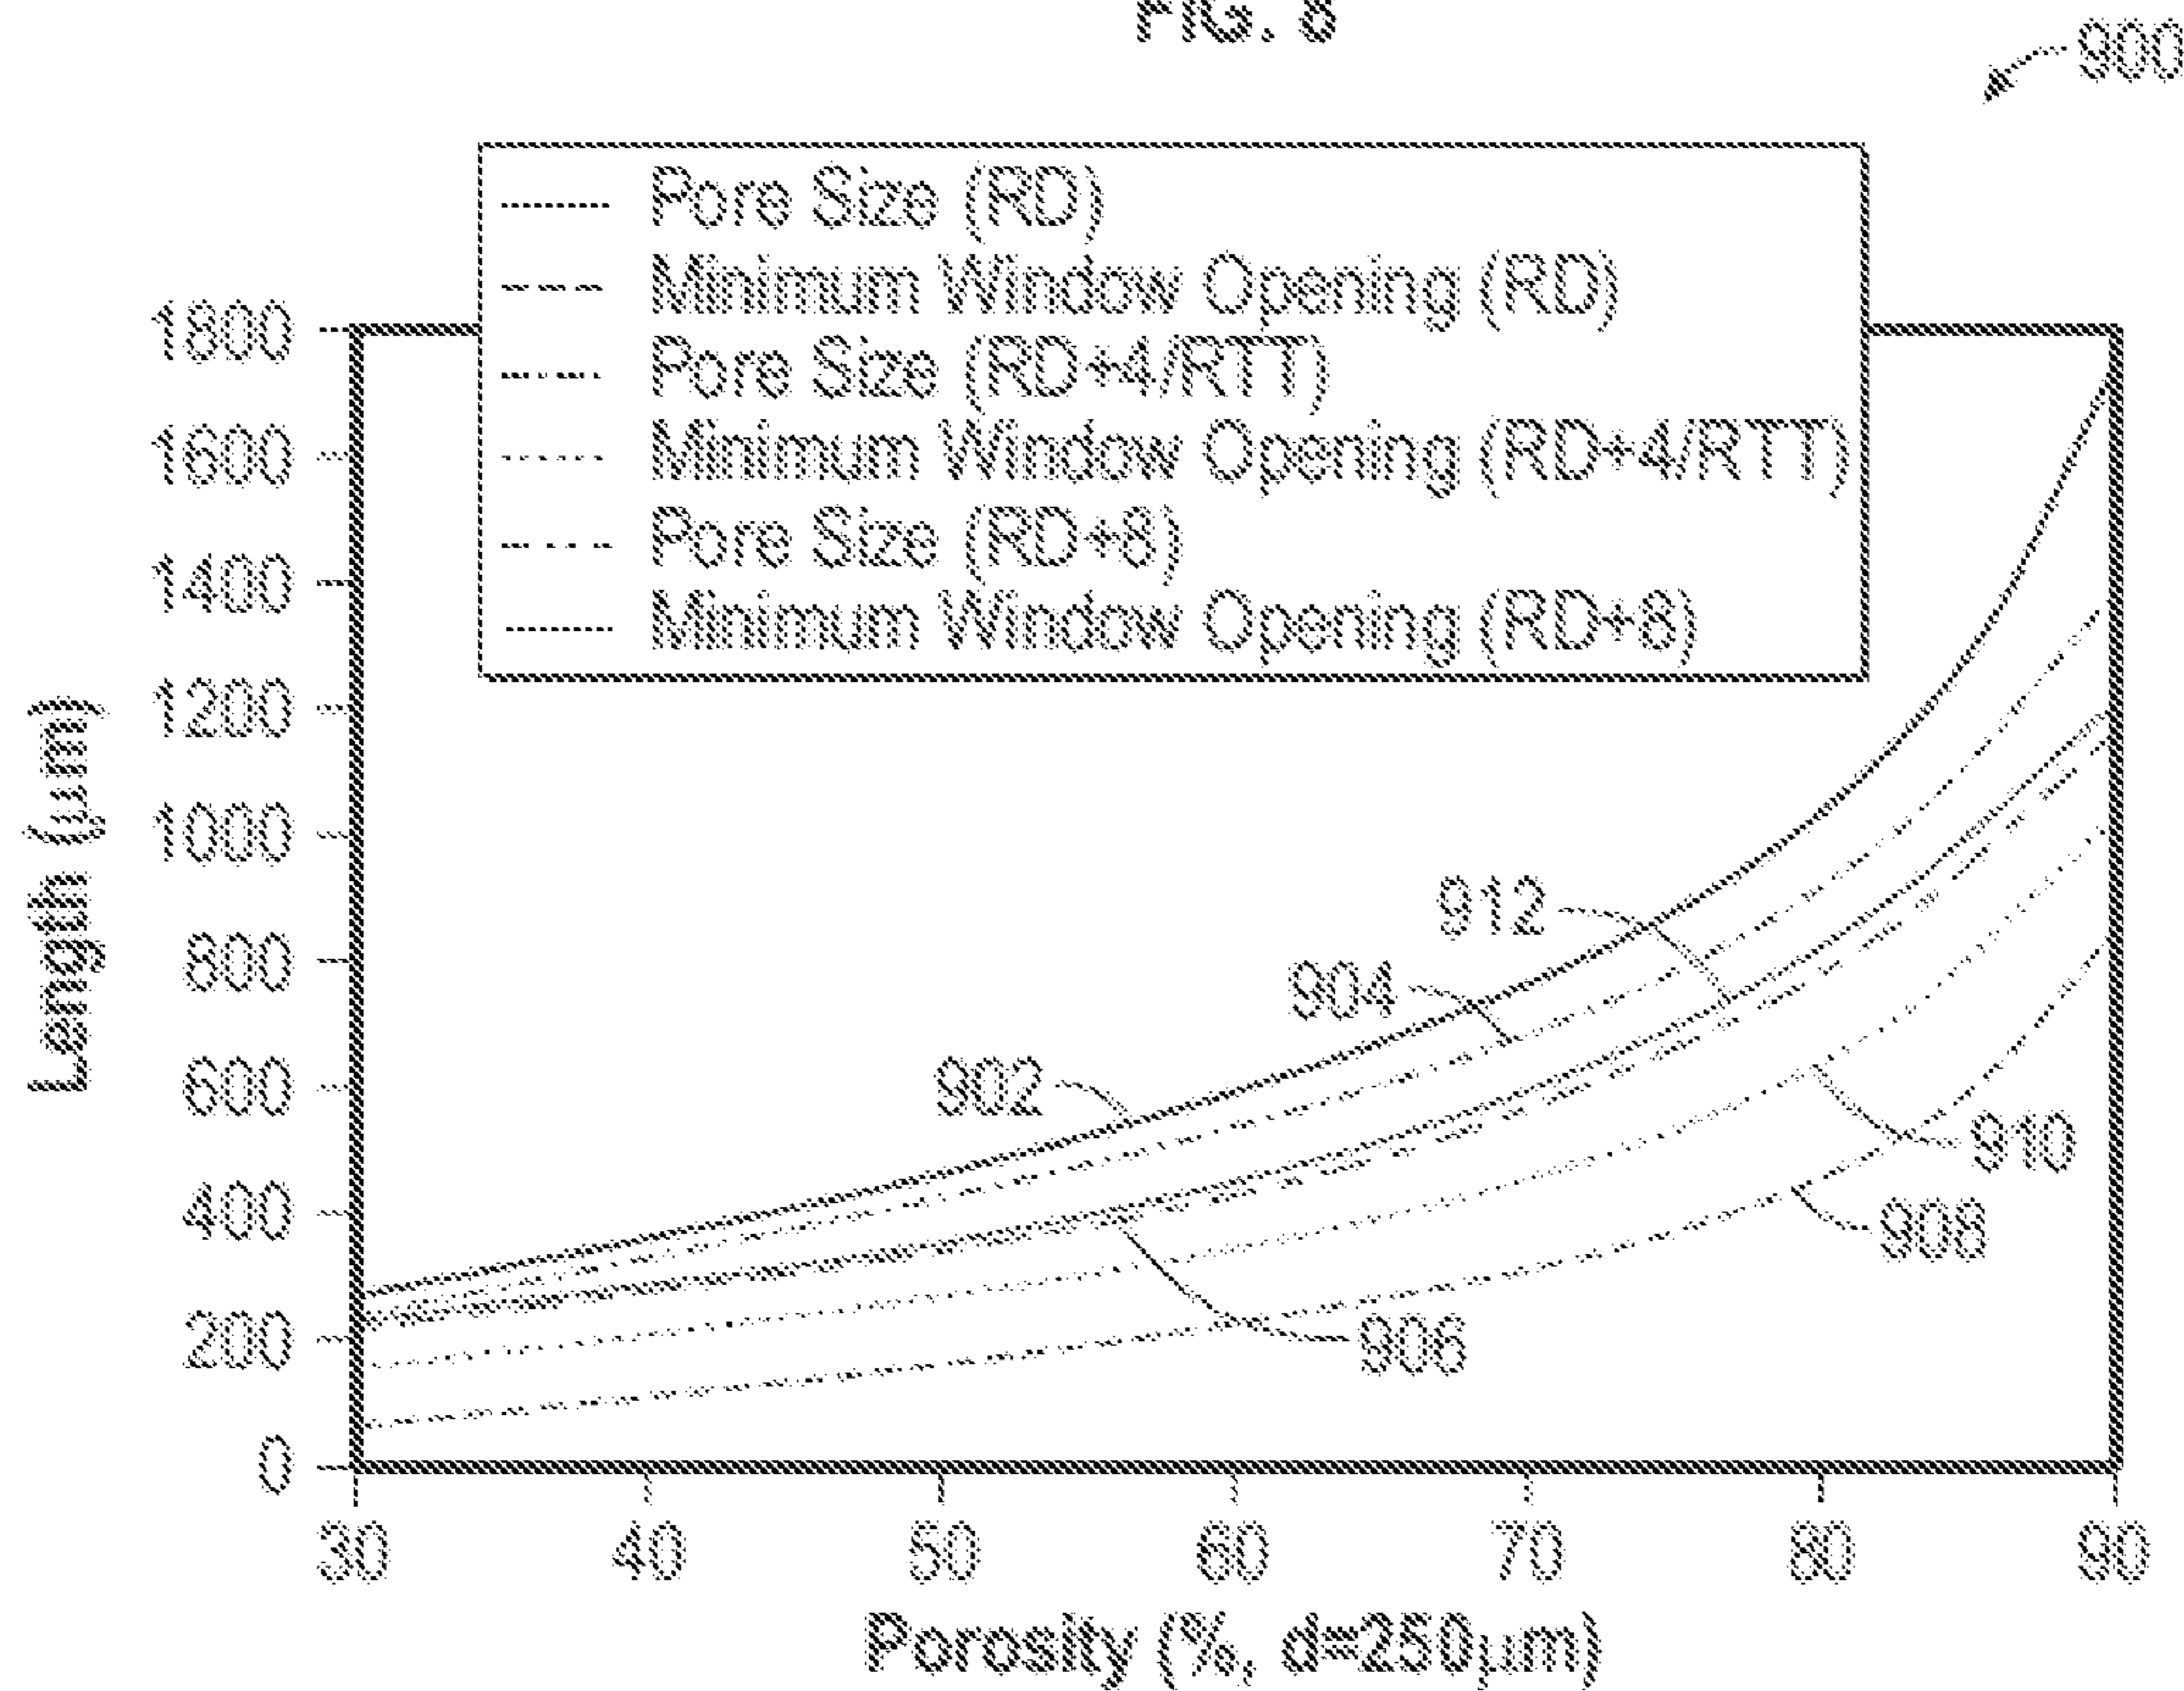 FIG. 8
900
Pore Size (RD)
Minimum Window Opening (RD)
Pore Size (RD+4/RTT)
Minimum Window Opening (RD+4/RTT)
Pore Size (RD+8)
Minimum Window Opening (RD+8)
1800
1600
1400
1200
1000
800
600
400
200
0
Length (μm)
912
904
902
910
908
906
30 40 50 60 70 80 90
Porosity (%, d=250μm)